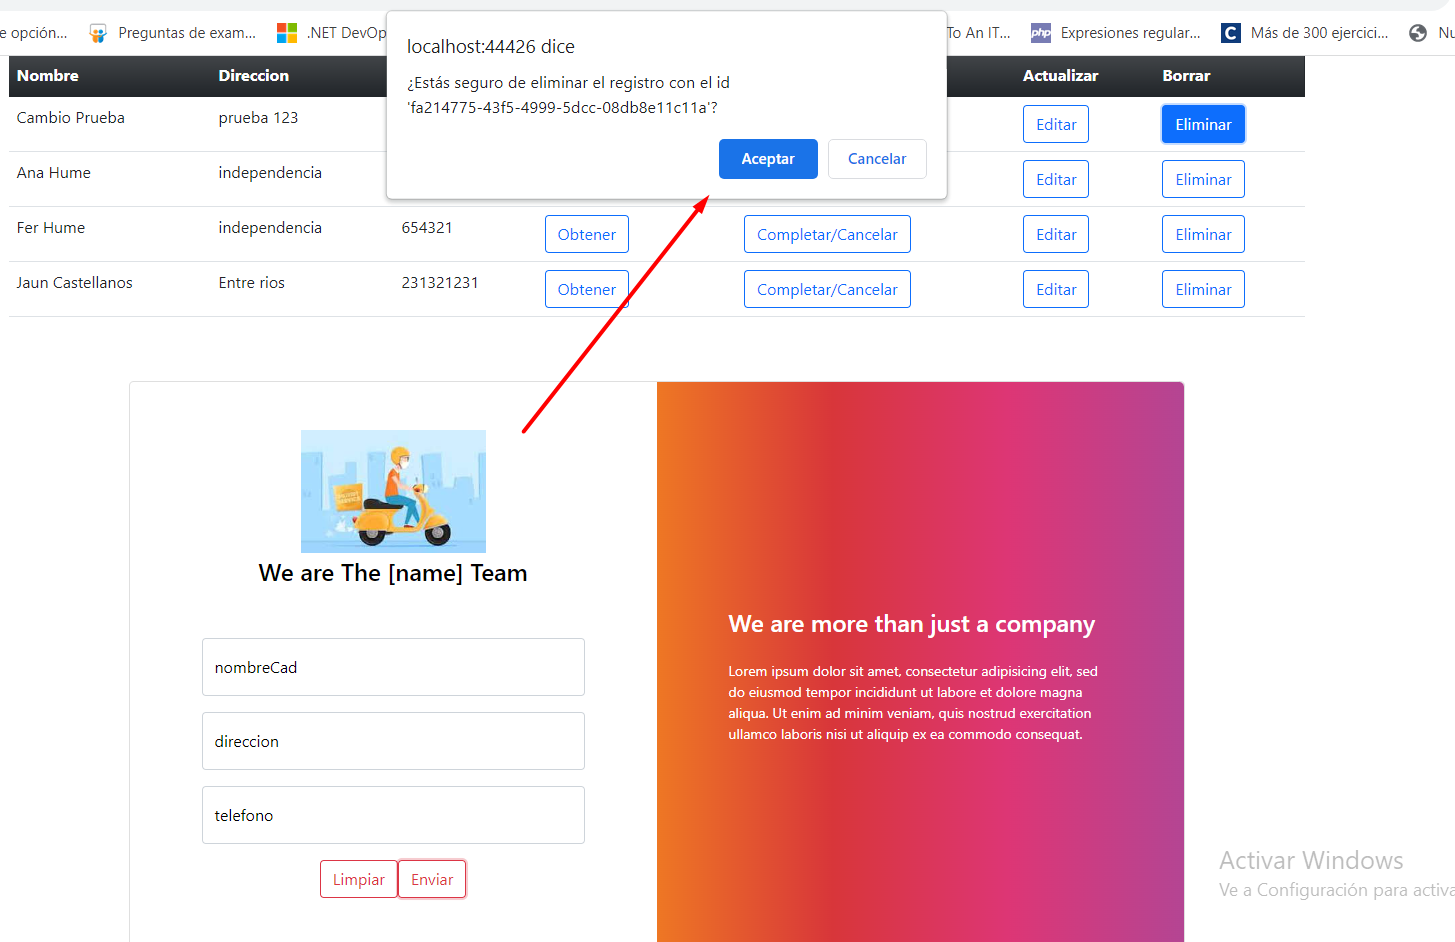 e opción...
Preguntas de exam...
.NET DevOp
To An IT...
php
Expresiones regular...
C
Más de 300 ejercici...
Nu
localhost:44426 dice
¿Estás seguro de eliminar el registro con el id
'fa214775-43f5-4999-5dcc-08db8e11c11a'?
Aceptar
Cancelar
Nombre
Direccion
Actualizar
Borrar
Cambio Prueba
prueba 123
Editar
Eliminar
Ana Hume
independencia
Editar
Eliminar
Fer Hume
independencia
654321
Obtener
Completar/Cancelar
Editar
Eliminar
Jaun Castellanos
Entre rios
231321231
Obtener
Completar/Cancelar
Editar
Eliminar
We are The [name] Team
nombreCad
direccion
telefono
Limpiar
Enviar
We are more than just a company
Lorem ipsum dolor sit amet, consectetur adipisicing elit, sed
do eiusmod tempor incididunt ut labore et dolore magna
aliqua. Ut enim ad minim veniam, quis nostrud exercitation
ullamco laboris nisi ut aliquip ex ea commodo consequat.
Activar Windows
Ve a Configuración para activa